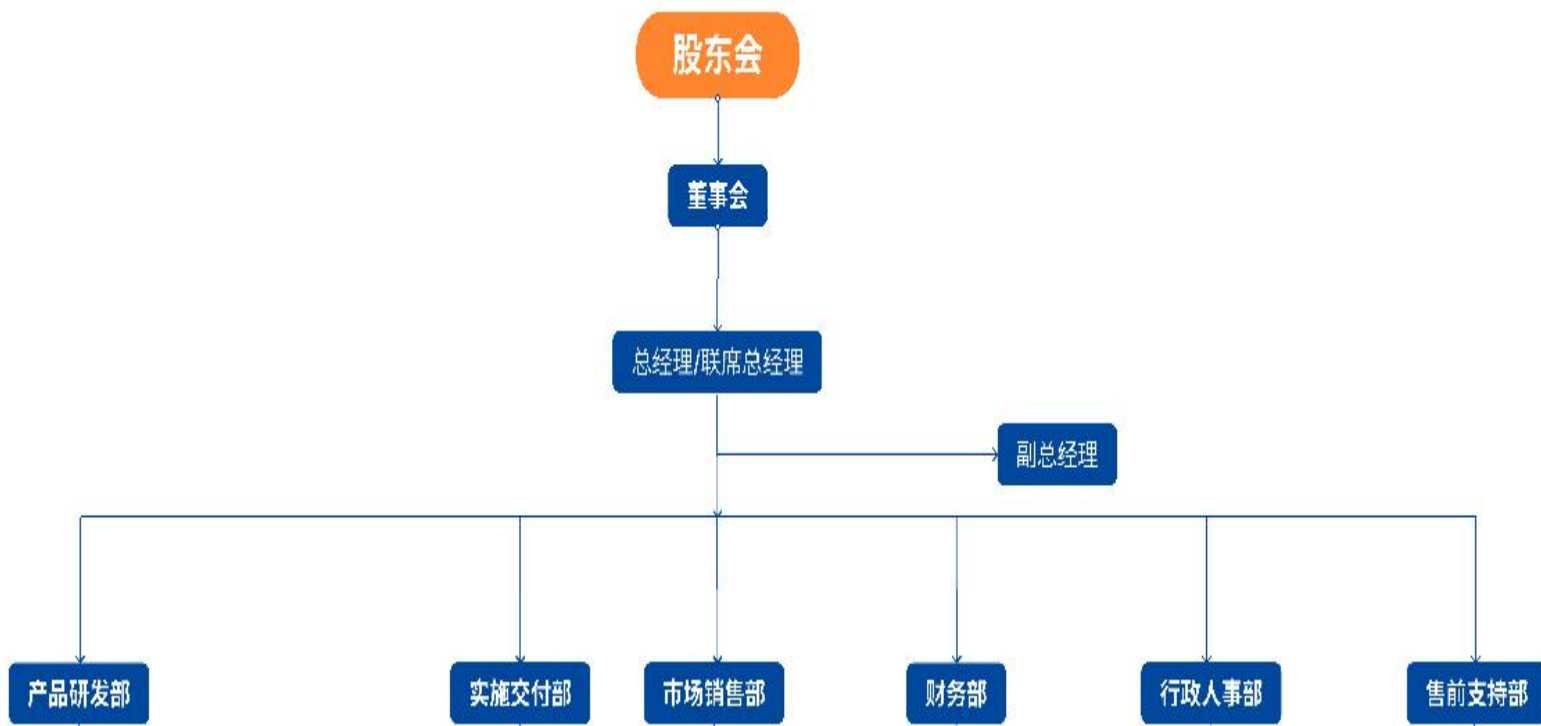 股东会
董事会
总经理/联席总经理
副总经理
产品研发部
实施交付部
市场销售部
财务部
行政人事部
售前支持部